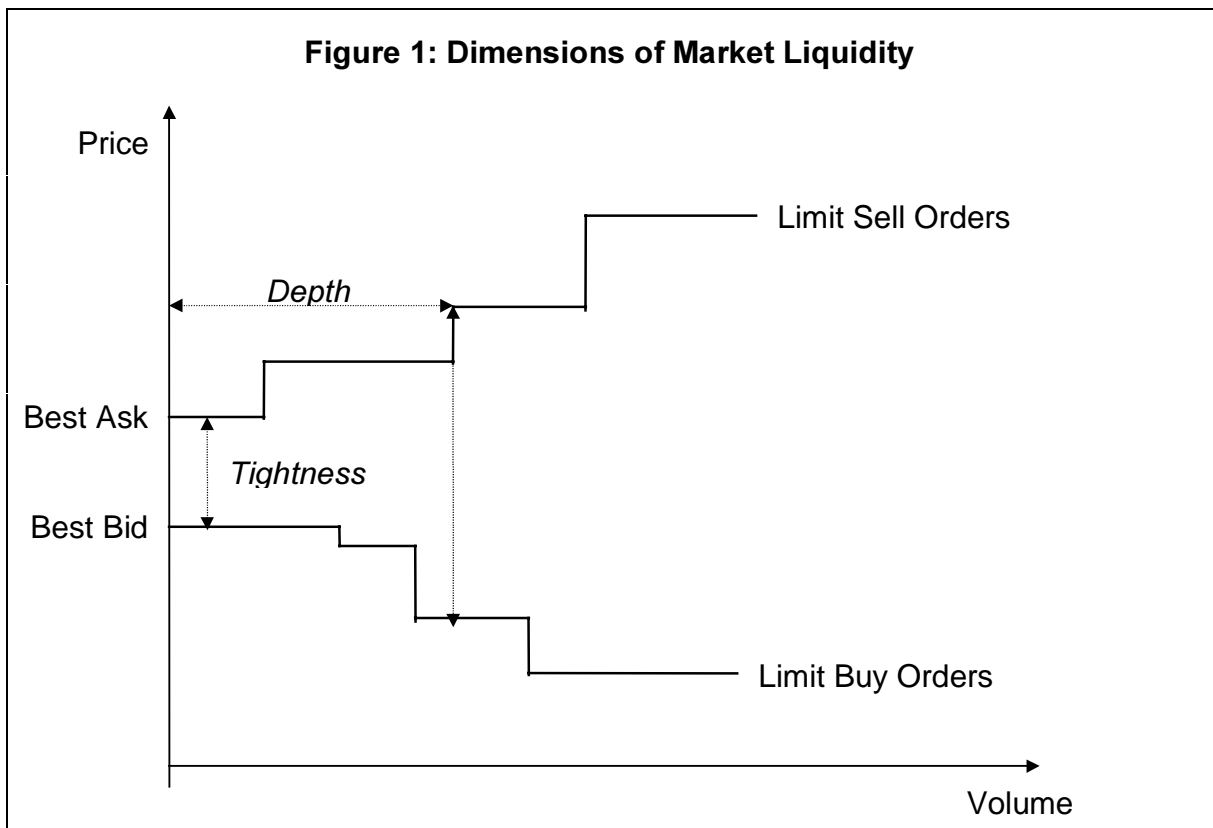 Figure 1: Dimensions of Market Liquidity
Price
Limit Sell Orders
Depth
Best Ask
Tightness
Best Bid
Limit Buy Orders
Volume